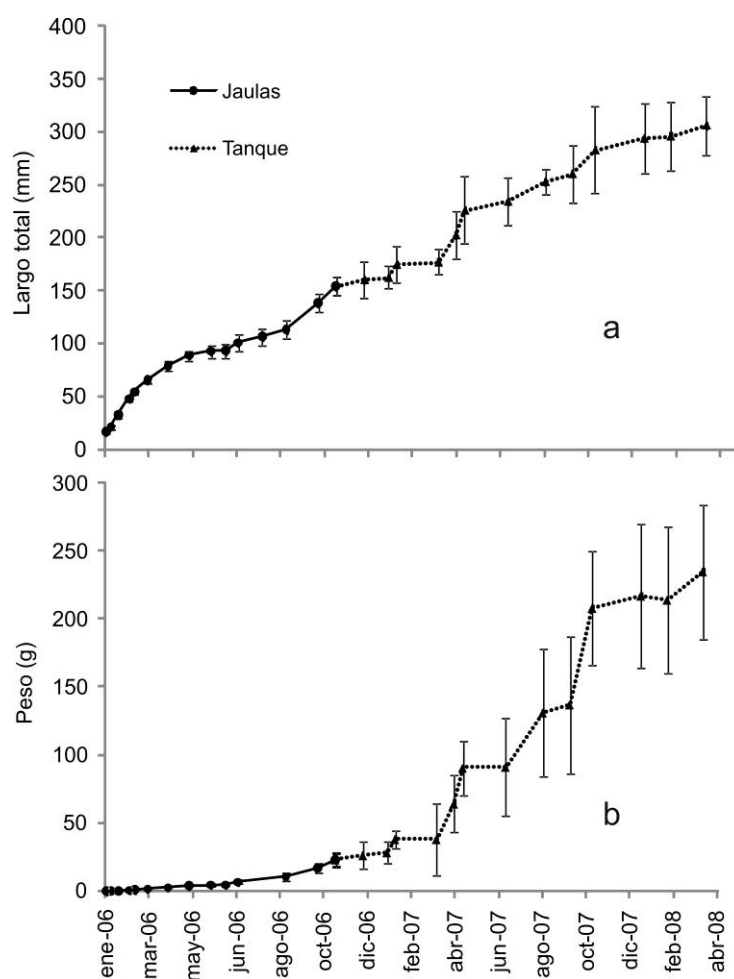 400
350
300
250
200
150
100
50
0
Largo total (mm)
Jaulas
Tanque
a
300
250
200
150
100
50
0
Peso (g)
b
ene-06
mar-06
may-06
jun-06
ago-06
oct-06
dic-06
feb-07
abr-07
jun-07
ago-07
oct-07
dic-07
feb-08
abr-08